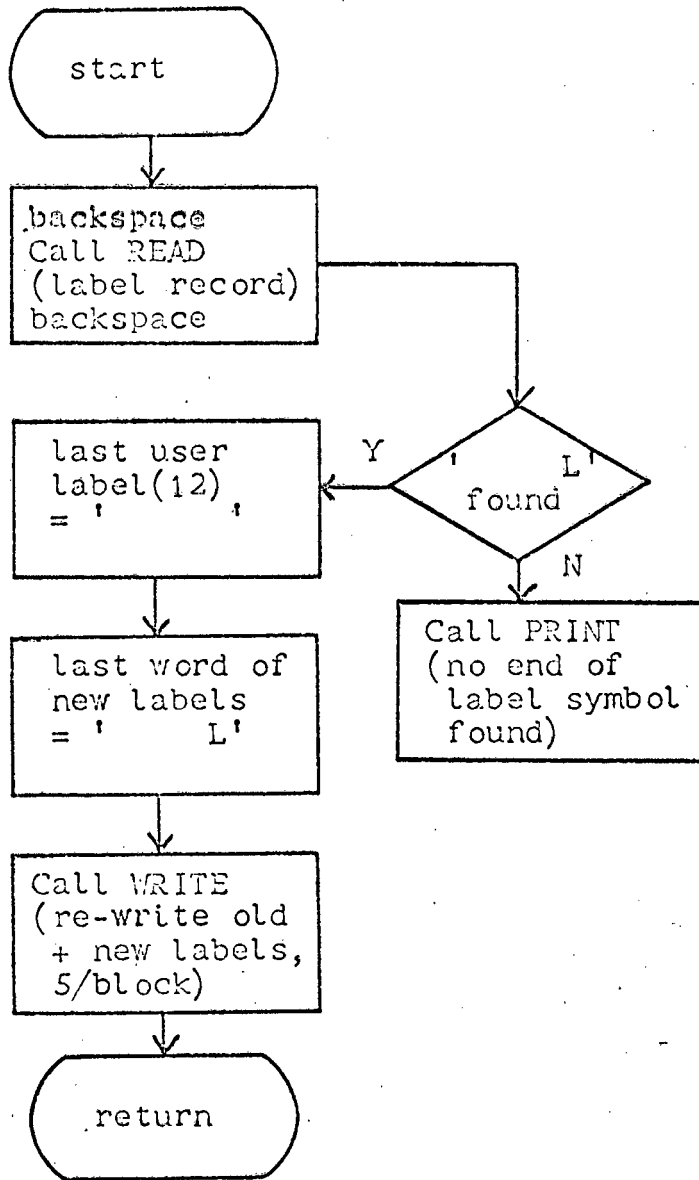 start
backspace
Call READ
(label record)
backspace
'      L'
found
Y
N
last user
label(12)
= '      '
Call PRINT
(no end of
label symbol
found)
last word of
new labels
= '      L'
Call WRITE
(re-write old
+ new labels,
5/block)
return